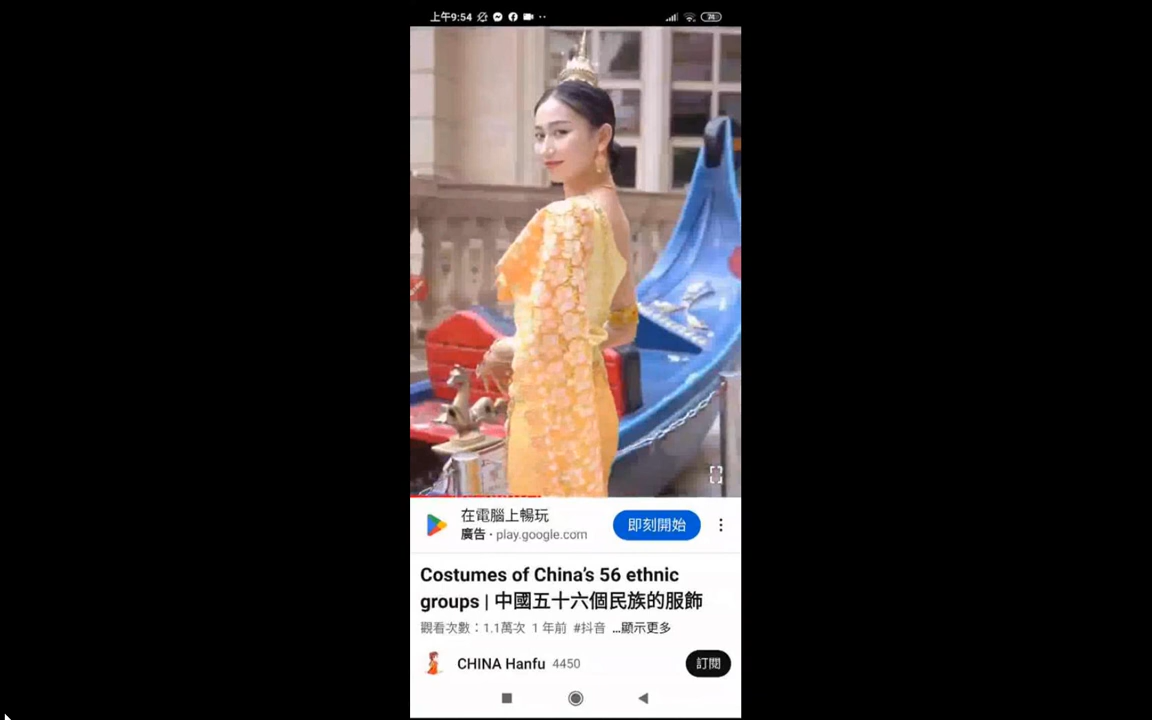 上午9:54
在電腦上暢玩
廣告 · play.google.com
即刻開始
Costumes of China’s 56 ethnic
groups | 中國五十六個民族的服飾
觀看次數：1.1萬次 1 年前 #抖音 ...顯示更多
CHINA Hanfu 4450
訂閱